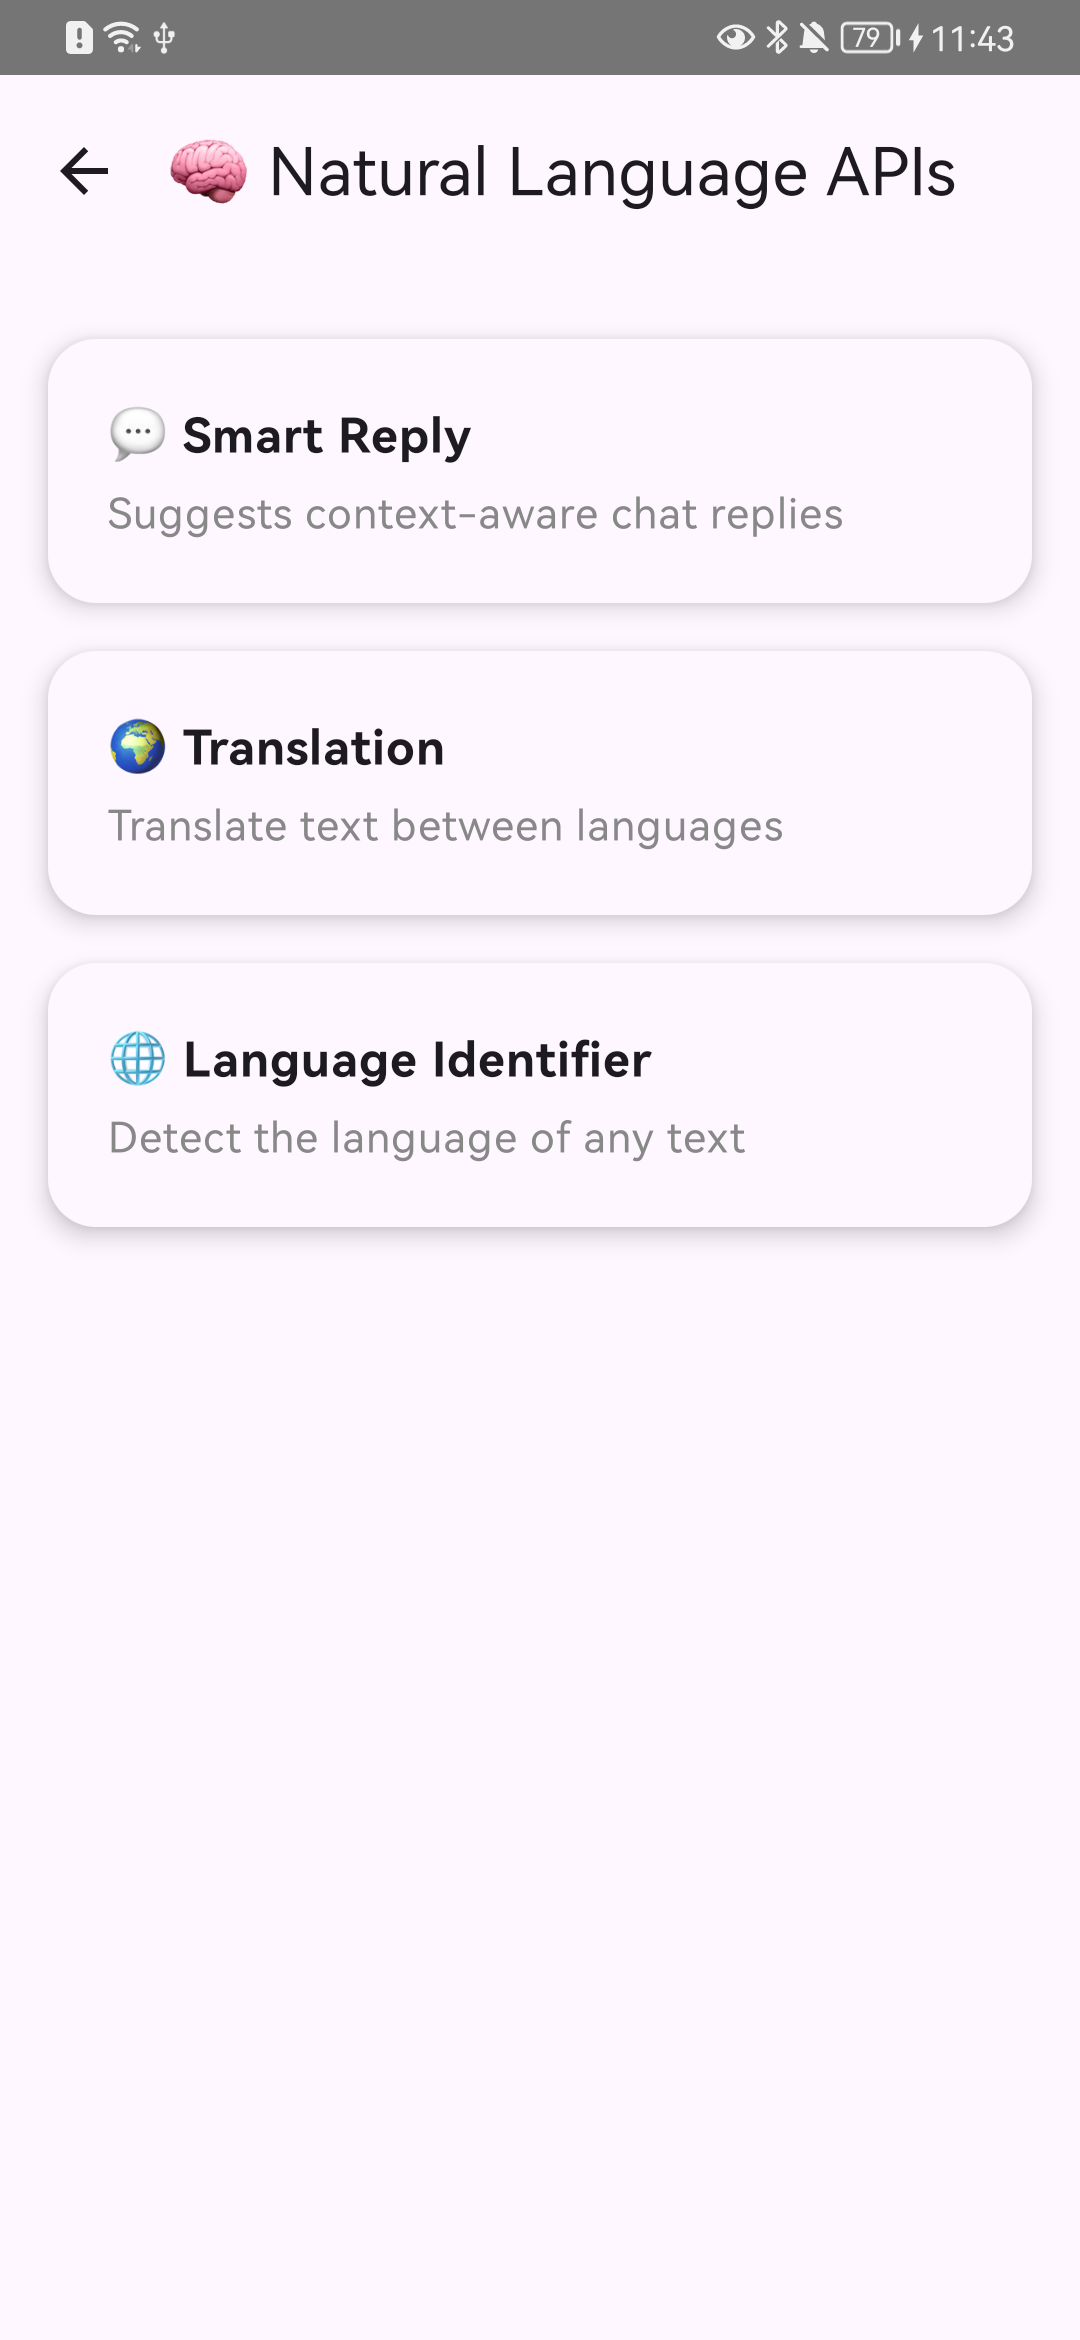 79 11:43
Natural Language APIs
Smart Reply
Suggests context-aware chat replies
Translation
Translate text between languages
Language Identifier
Detect the language of any text